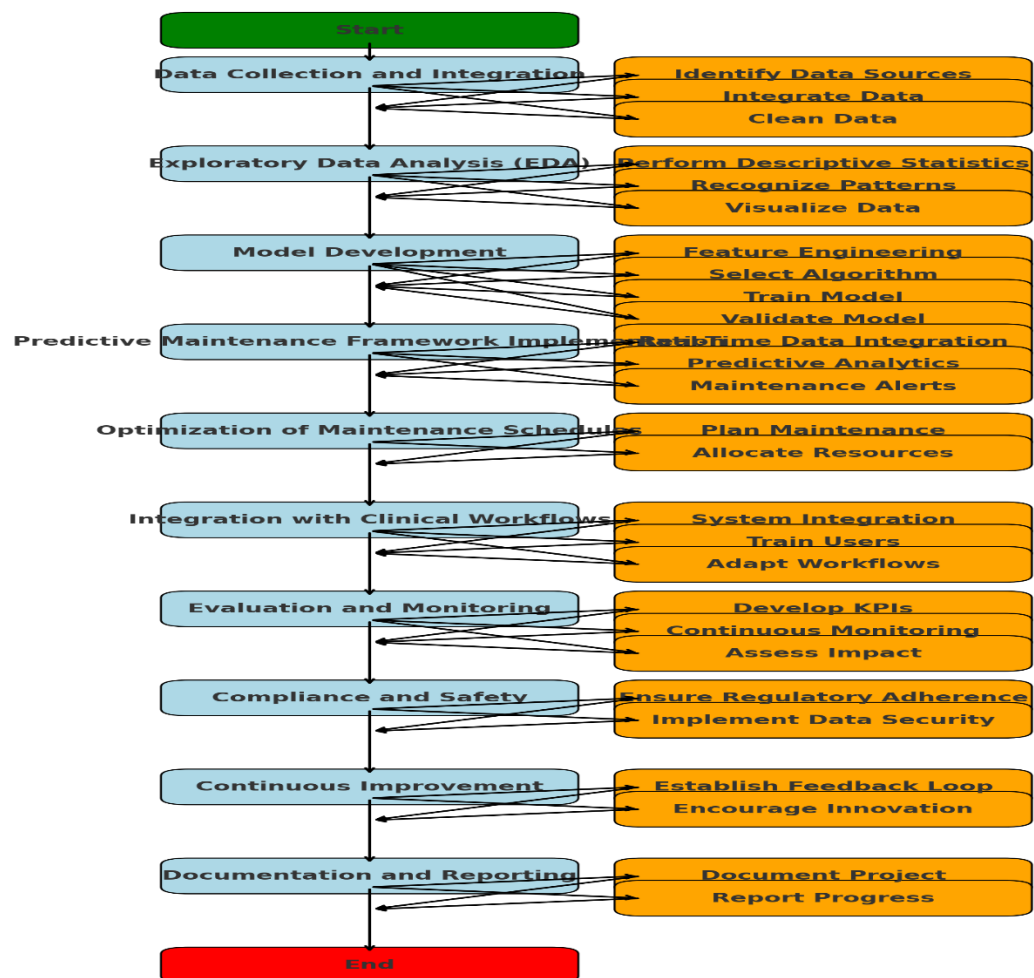 Start
Data Collection and Integration
Identify Data Sources
Integrate Data
Clean Data
Exploratory Data Analysis (EDA)
Perform Descriptive Statistics
Recognize Patterns
Visualize Data
Model Development
Feature Engineering
Select Algorithm
Train Model
Validate Model
Predictive Maintenance Framework Implementation
Real-Time Data Integration
Predictive Analytics
Maintenance Alerts
Optimization of Maintenance Schedules
Plan Maintenance
Allocate Resources
Integration with Clinical Workflows
System Integration
Train Users
Adapt Workflows
Evaluation and Monitoring
Develop KPIs
Continuous Monitoring
Assess Impact
Compliance and Safety
Ensure Regulatory Adherence
Implement Data Security
Continuous Improvement
Establish Feedback Loop
Encourage Innovation
Documentation and Reporting
Document Project
Report Progress
End